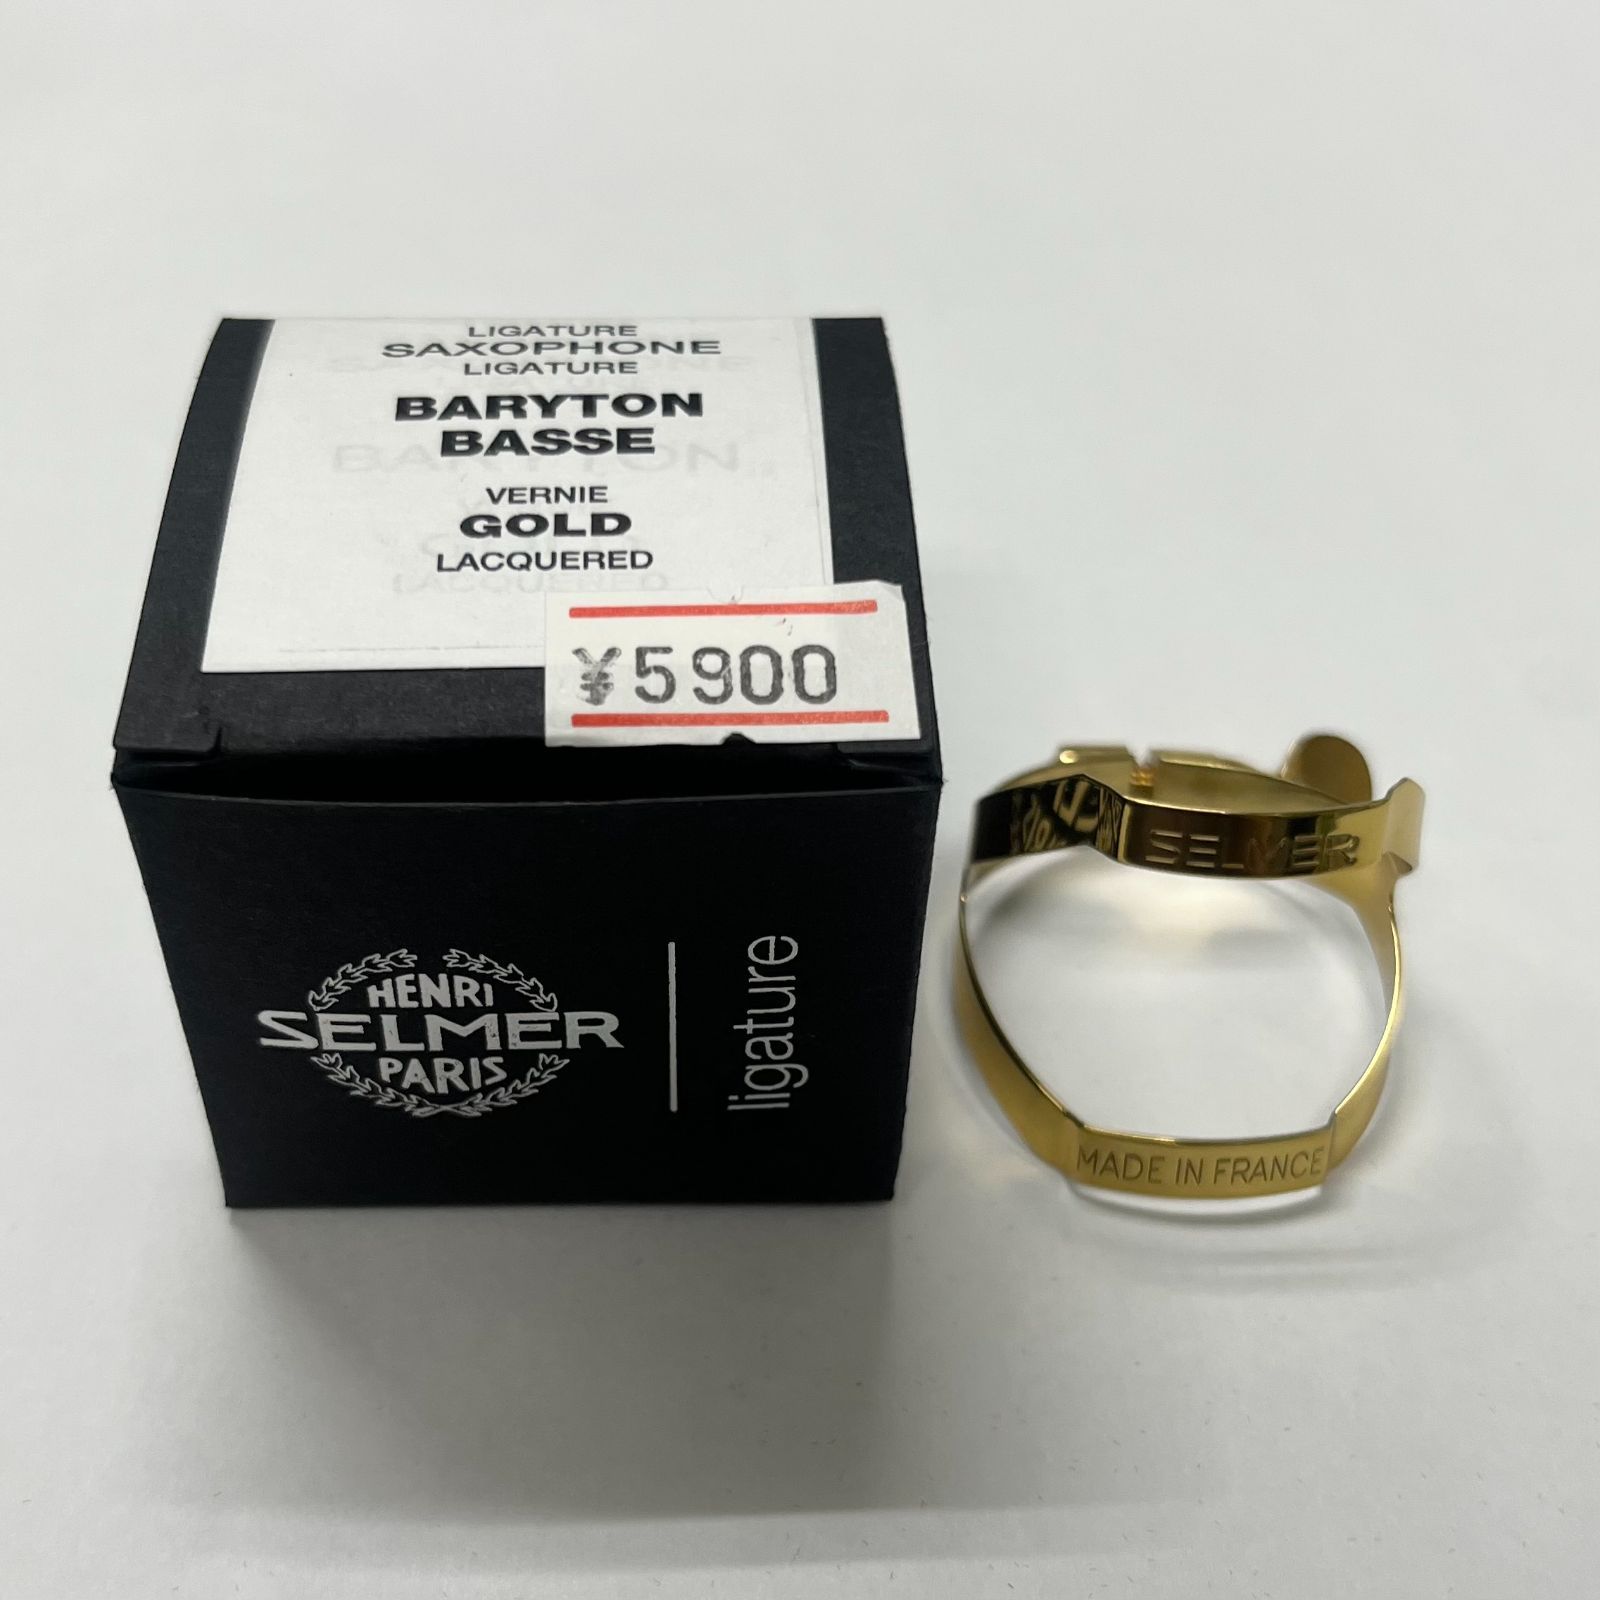 LIGATURE
SAXOPHONE
LIGATURE
BARYTON
BASSE
VERNIE
GOLD
LACQUERED
¥5900
HENRI
SELMER
PARIS
ligature
SELMER
MADE IN FRANCE